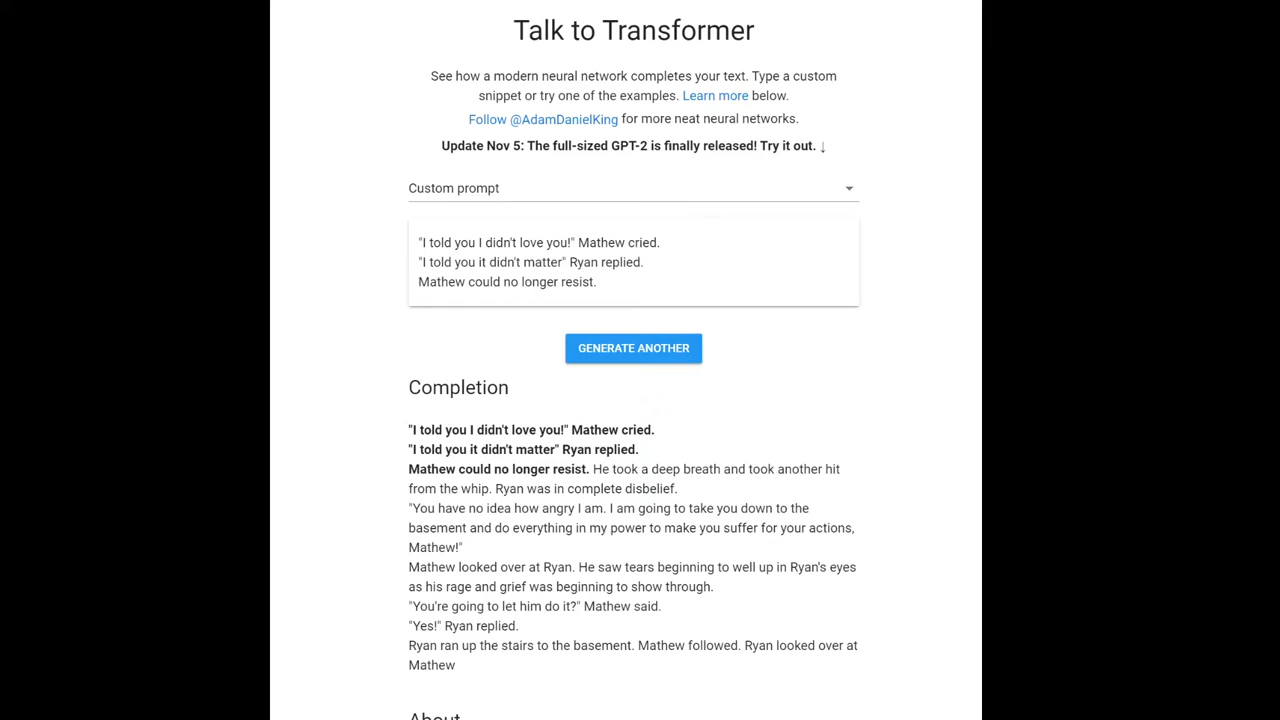 Talk to Transformer
See how a modern neural network completes your text. Type a custom
snippet or try one of the examples. Learn more below.
Follow @AdamDanielKing for more neat neural networks.
Update Nov 5: The full-sized GPT-2 is finally released! Try it out. ↓
Custom prompt
"I told you I didn't love you!" Mathew cried.
"I told you it didn't matter" Ryan replied.
Mathew could no longer resist.
GENERATE ANOTHER
Completion
"I told you I didn't love you!" Mathew cried.
"I told you it didn't matter" Ryan replied.
Mathew could no longer resist. He took a deep breath and took another hit
from the whip. Ryan was in complete disbelief.
"You have no idea how angry I am. I am going to take you down to the
basement and do everything in my power to make you suffer for your actions,
Mathew!"
Mathew looked over at Ryan. He saw tears beginning to well up in Ryan's eyes
as his rage and grief was beginning to show through.
"You're going to let him do it?" Mathew said.
"Yes!" Ryan replied.
Ryan ran up the stairs to the basement. Mathew followed. Ryan looked over at
Mathew
About